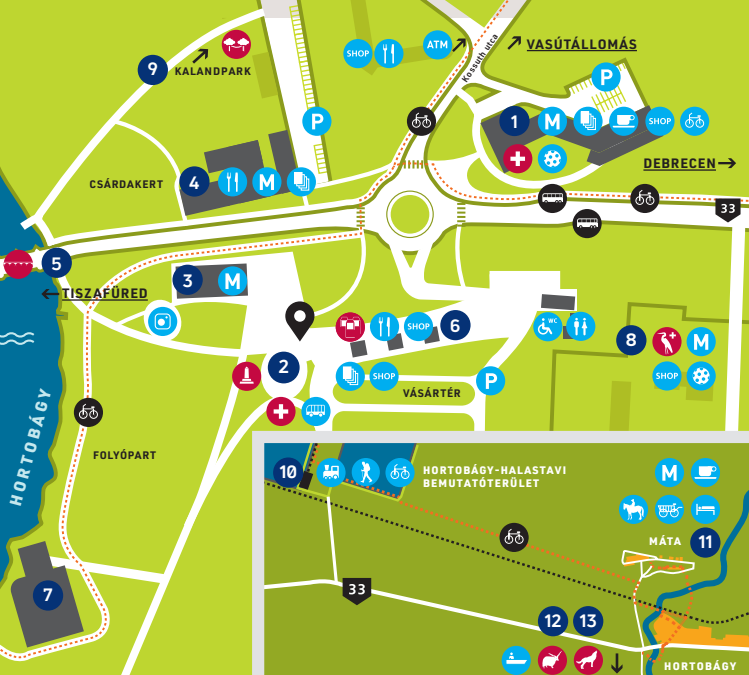 9
KALANDPARK
SHOP
ATM
Kossuth utca
VASÚTÁLLOMÁS
P
P
1
M
SHOP
DEBRECEN
CSÁRDAKERT
4
M
33
5
TISZAFÜRED
3
M
SHOP
6
WC
8
M
2
SHOP
VÁSÁRTÉR
P
SHOP
HORTOBÁGY
FOLYÓPART
7
10
HORTOBÁGY-HALASTAVI
BEMUTATÓTERÜLET
M
MÁTA
11
33
12
13
HORTOBÁGY